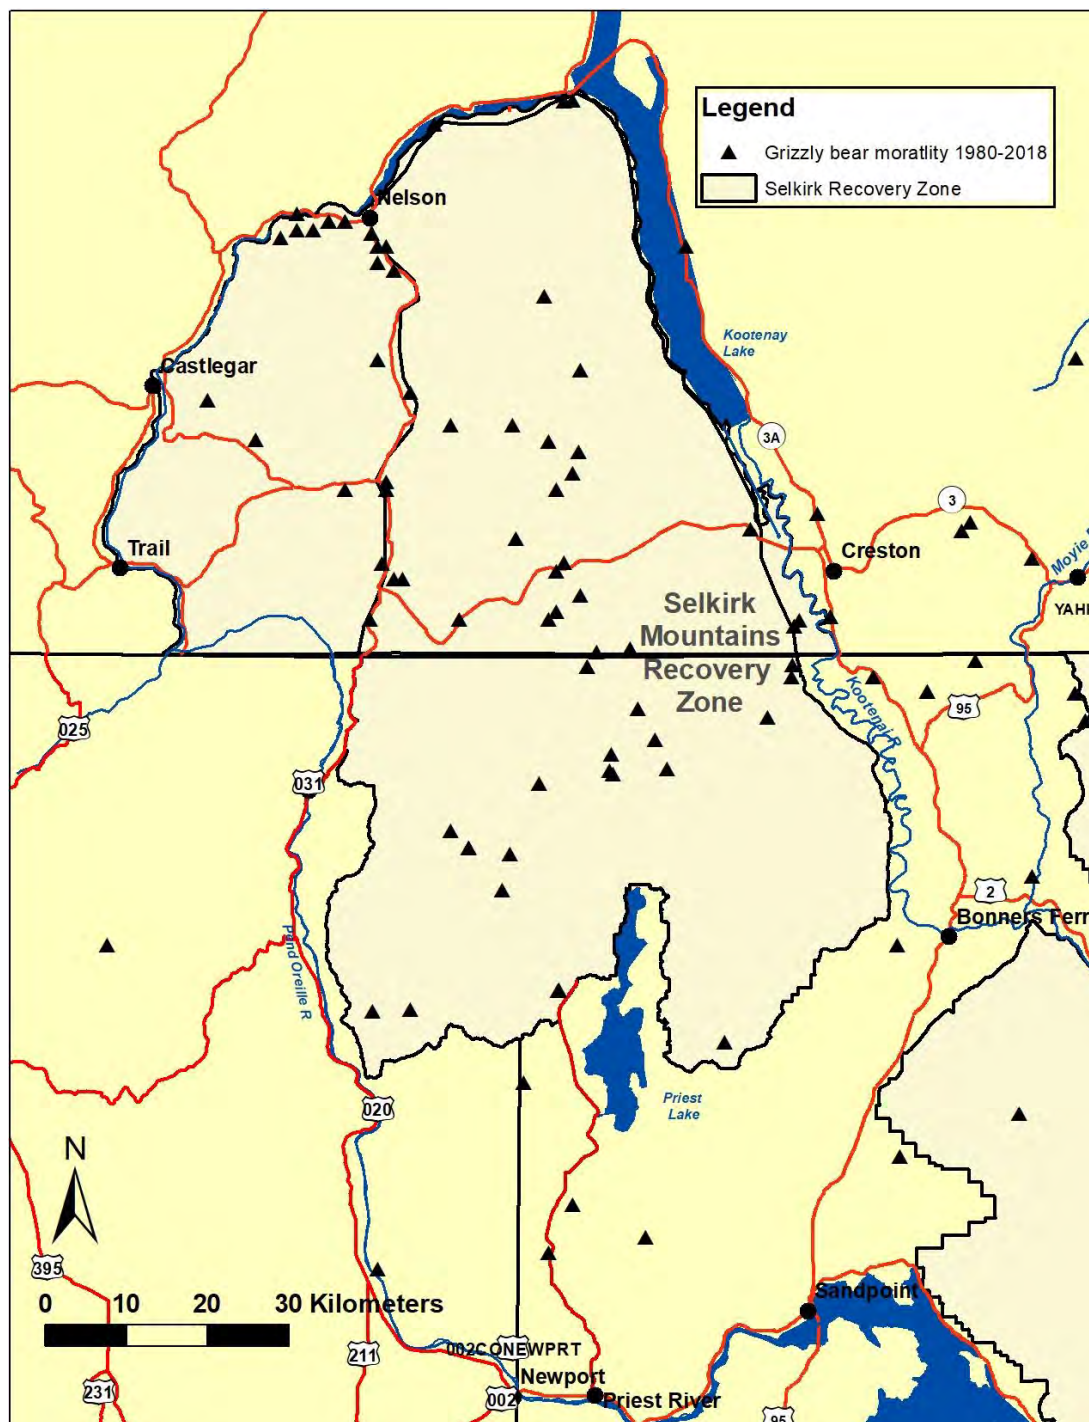 Legend
Grizzly bear moratlity 1980-2018
Selkirk Recovery Zone
Nelson
Kootenay
Lake
Castlegar
3A
3
Trail
Creston
Moyie
YAHK
Selkirk
Mountains
Recovery
Zone
Kootenai R
95
025
031
2
Bonners Ferr
Pend Oreille R
Priest
Lake
020
N
395
0 10 20 30 Kilometers
Sandpoint
211
002CONEWPRT
Newport
231
002
Priest River
95